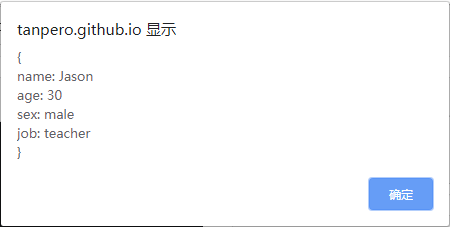 tanpero.github.io 显示
{
name: Jason
age: 30
sex: male
job: teacher
}
确定